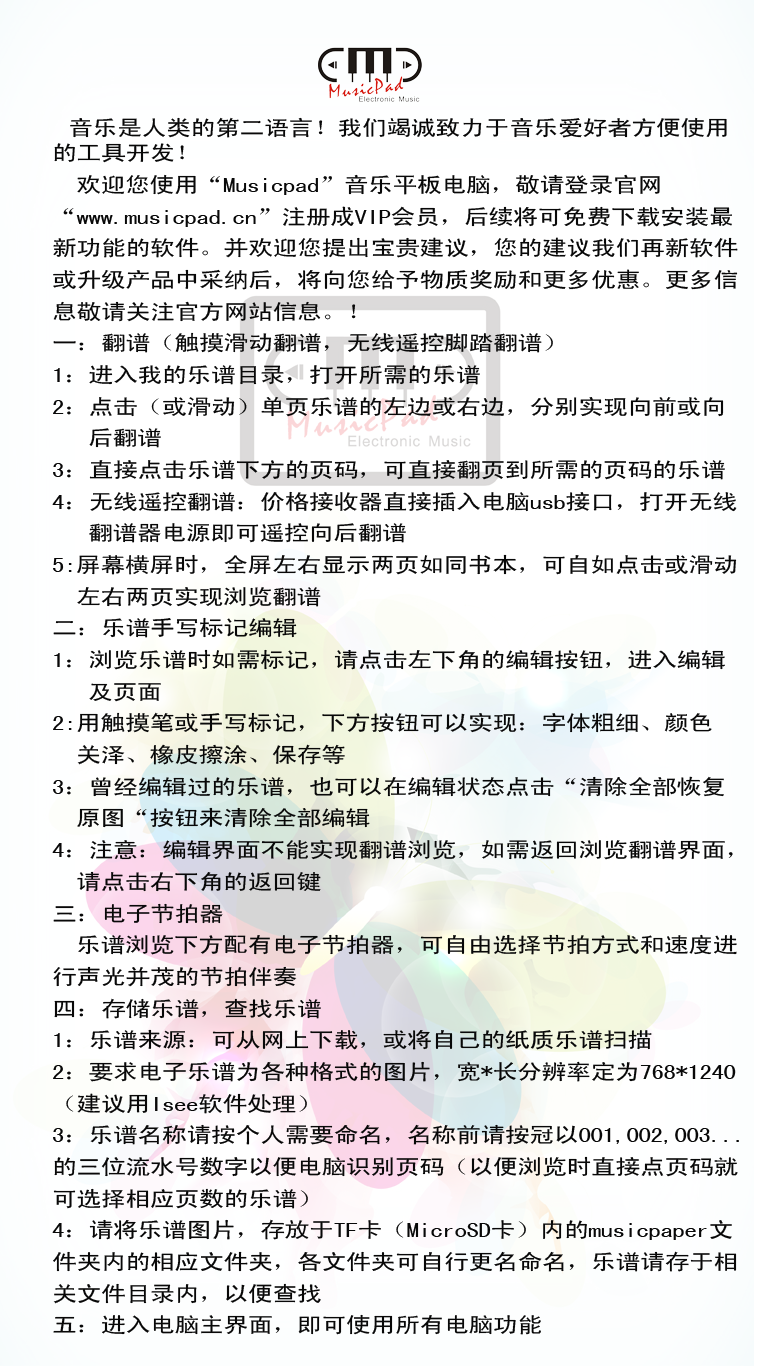 MusicPad
Electronic Music
音乐是人类的第二语言！我们竭诚致力于音乐爱好者方便使用
的工具开发！
欢迎您使用“Musicpad”音乐平板电脑，敬请登录官网
“www.musicpad.cn”注册成VIP会员，后续将可免费下载安装最
新功能的软件。并欢迎您提出宝贵建议，您的建议我们再新软件
或升级产品中采纳后，将向您给予物质奖励和更多优惠。更多信
息敬请关注官方网站信息。！
一：翻谱（触摸滑动翻谱，无线遥控脚踏翻谱）
1：进入我的乐谱目录，打开所需的乐谱
2：点击（或滑动）单页乐谱的左边或右边，分别实现向前或向
后翻谱
MusicPad
Electronic Music
3：直接点击乐谱下方的页码，可直接翻页到所需的页码的乐谱
4：无线遥控翻谱：价格接收器直接插入电脑usb接口，打开无线
翻谱器电源即可遥控向后翻谱
5:屏幕横屏时，全屏左右显示两页如同书本，可自如点击或滑动
左右两页实现浏览翻谱
二：乐谱手写标记编辑
1：浏览乐谱时如需标记，请点击左下角的编辑按钮，进入编辑
及页面
2:用触摸笔或手写标记，下方按钮可以实现：字体粗细、颜色
关泽、橡皮擦涂、保存等
3：曾经编辑过的乐谱，也可以在编辑状态点击“清除全部恢复
原图“按钮来清除全部编辑
4：注意：编辑界面不能实现翻谱浏览，如需返回浏览翻谱界面，
请点击右下角的返回键
三：电子节拍器
乐谱浏览下方配有电子节拍器，可自由选择节拍方式和速度进
行声光并茂的节拍伴奏
四：存储乐谱，查找乐谱
1：乐谱来源：可从网上下载，或将自己的纸质乐谱扫描
2：要求电子乐谱为各种格式的图片，宽*长分辨率定为768*1240
（建议用Isee软件处理）
3：乐谱名称请按个人需要命名，名称前请按冠以001,002,003...
的三位流水号数字以便电脑识别页码（以便浏览时直接点页码就
可选择相应页数的乐谱）
4：请将乐谱图片，存放于TF卡（MicroSD卡）内的musicpaper文
件夹内的相应文件夹，各文件夹可自行更名命名，乐谱请存于相
关文件目录内，以便查找
五：进入电脑主界面，即可使用所有电脑功能